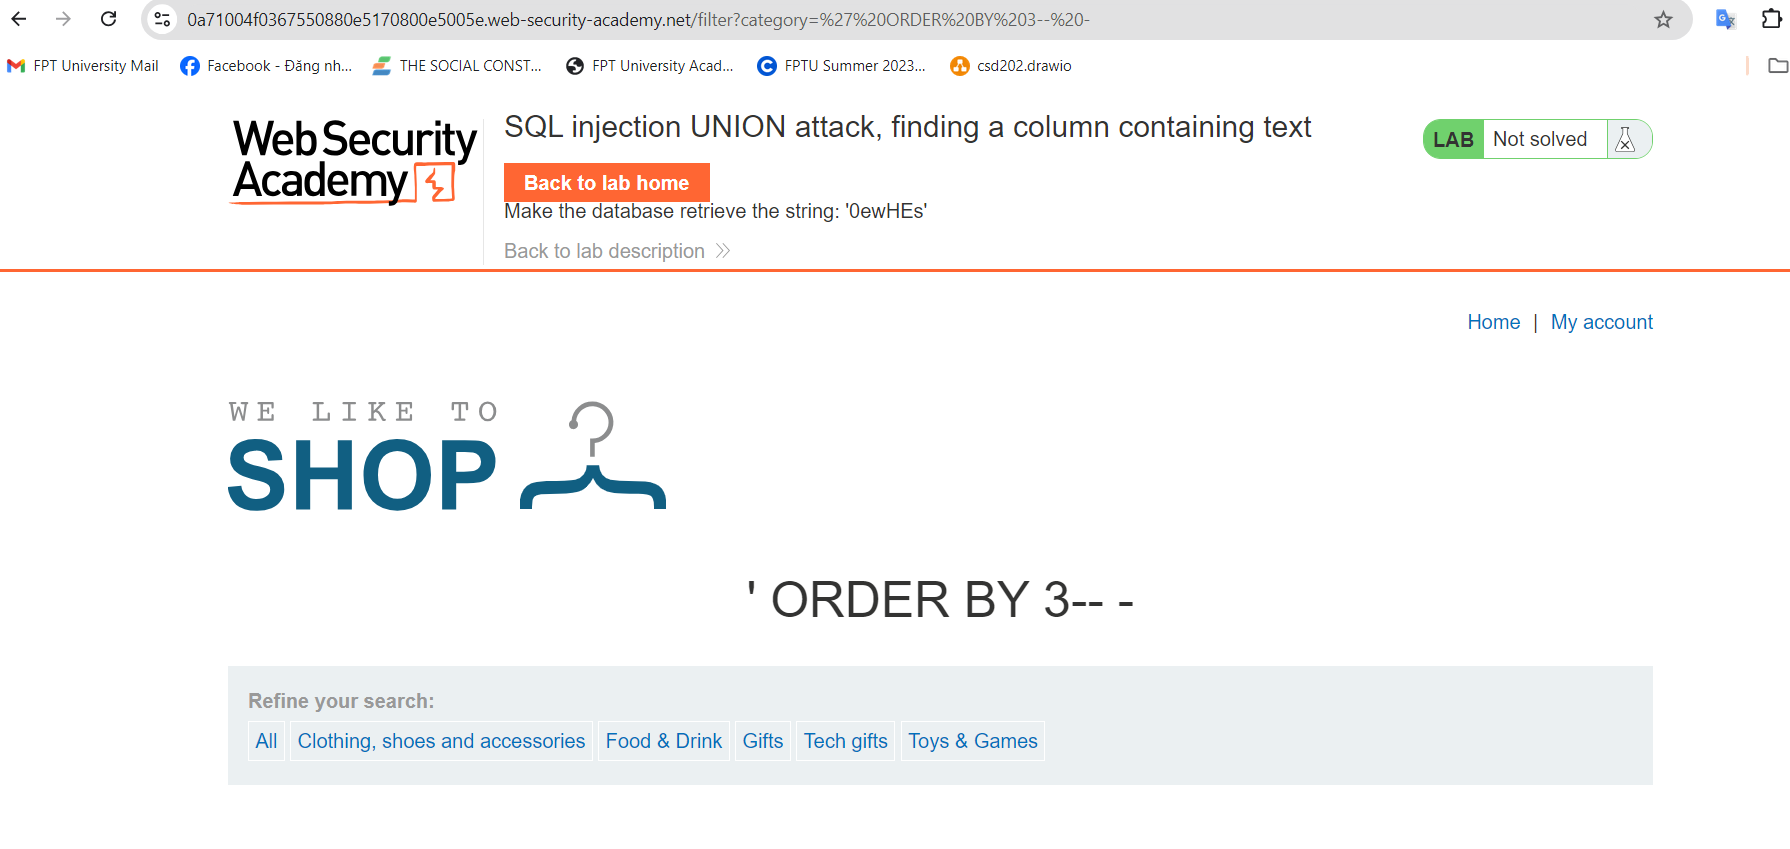 0a71004f0367550880e5170800e5005e.web-security-academy.net/filter?category=%27%20ORDER%20BY%203--%20-
FPT University Mail
Facebook - Đăng nh...
THE SOCIAL CONST...
FPT University Acad...
FPTU Summer 2023...
csd202.drawio
Web Security
Academy
SQL injection UNION attack, finding a column containing text
LAB Not solved
Back to lab home
Make the database retrieve the string: '0ewHEs'
Back to lab description
Home | My account
WE LIKE TO
SHOP
' ORDER BY 3-- -
Refine your search:
All Clothing, shoes and accessories Food & Drink Gifts Tech gifts Toys & Games